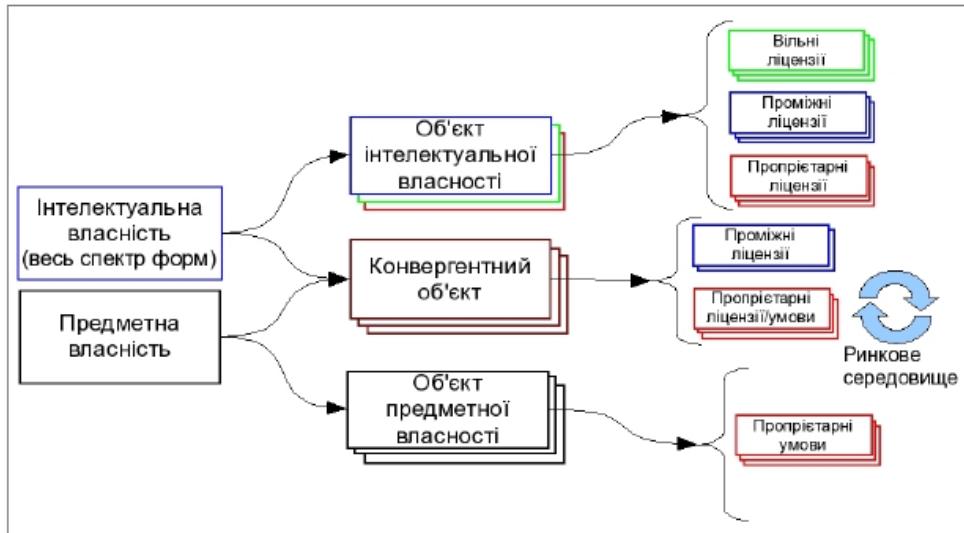 Інтелектуальна
власність
(весь спектр форм)
Предметна
власність
Об'єкт
інтелектуальної
власності
Конвергентний
об'єкт
Об'єкт
предметної
власності
Вільні
ліцензії
Проміжні
ліцензії
Пропрієтарні
ліцензії
Проміжні
ліцензії
Пропрієтарні
ліцензії/умови
Пропрієтарні
умови
Ринкове
середовище